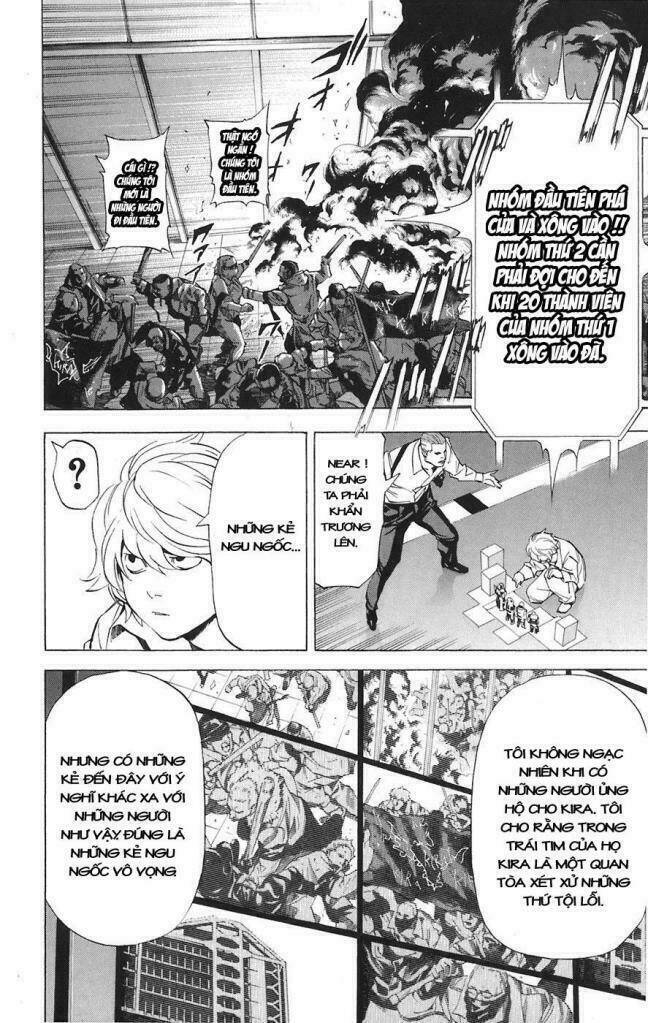 NHÓM ĐẦU TIÊN PHÁ
CỬA VÀ XÔNG VÀO !!
NHÓM THỨ 2 CẦN
PHẢI ĐỢI CHO ĐẾN
KHI 20 THÀNH VIÊN
CỦA NHÓM THỨ 1
XÔNG VÀO ĐÃ.
THẬT NGỚ
NGẨN !
CHÚNG TÔI
LÀ NHÓM
ĐẦU TIÊN.
CÁI GÌ !?
CHÚNG TÔI
MỚI LÀ
NHỮNG NGƯỜI
ĐI ĐẦU TIÊN.
KIRA
NEAR !
CHÚNG
TA PHẢI
KHẨN
TRƯƠNG
LÊN.
NHỮNG KẺ
NGU NGỐC...
?
TÔI KHÔNG NGẠC
NHIÊN KHI CÓ
NHỮNG NGƯỜI ỦNG
HỘ CHO KIRA. TÔI
CHO RẰNG TRONG
TRÁI TIM CỦA HỌ
KIRA LÀ MỘT QUAN
TÒA XÉT XỬ NHỮNG
THỨ TỘI LỖI.
NHƯNG CÓ NHỮNG
KẺ ĐẾN ĐÂY VỚI Ý
NGHĨ KHÁC XA VỚI
NHỮNG NGƯỜI
NHƯ VẬY. ĐÚNG LÀ
NHỮNG KẺ NGU
NGỐC VÔ VỌNG